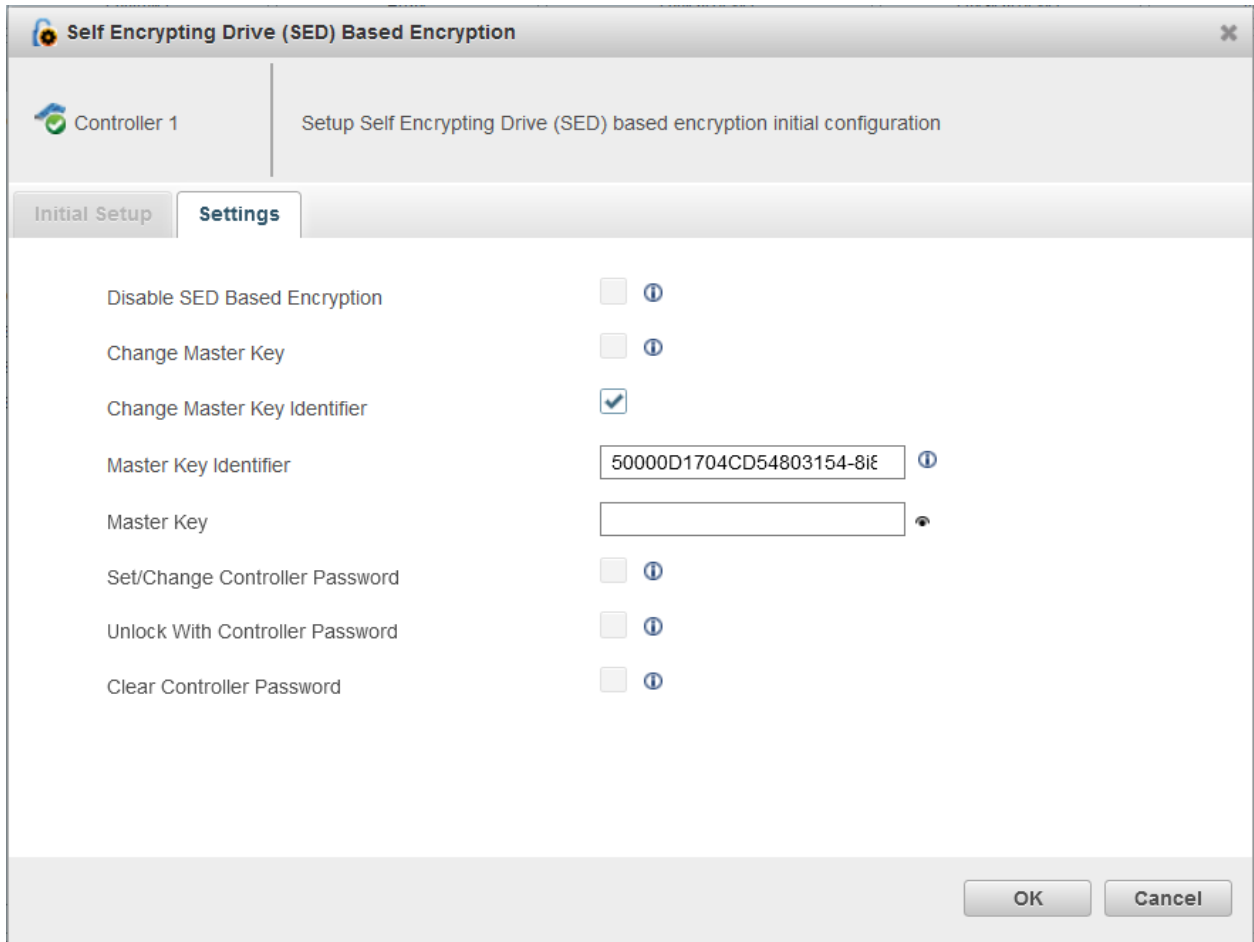 Self Encrypting Drive (SED) Based Encryption
Controller 1
Setup Self Encrypting Drive (SED) based encryption initial configuration
Initial Setup
Settings
Disable SED Based Encryption
Change Master Key
Change Master Key Identifier
Master Key Identifier
50000D1704CD54803154-8i8
Master Key
Set/Change Controller Password
Unlock With Controller Password
Clear Controller Password
OK
Cancel